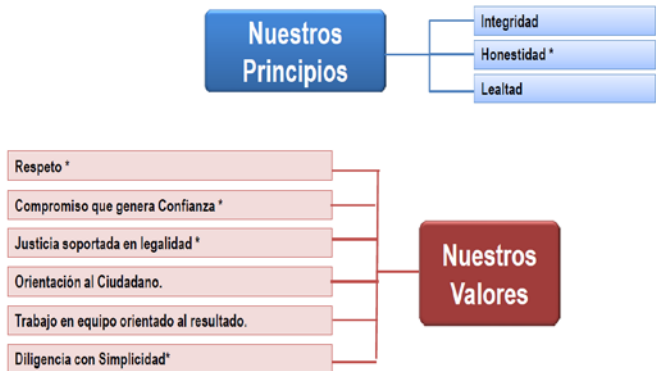 Nuestros
Principios
Integridad
Honestidad *
Lealtad
Respeto *
Compromiso que genera Confianza *
Justicia soportada en legalidad *
Orientación al Ciudadano.
Trabajo en equipo orientado al resultado.
Diligencia con Simplicidad*
Nuestros
Valores